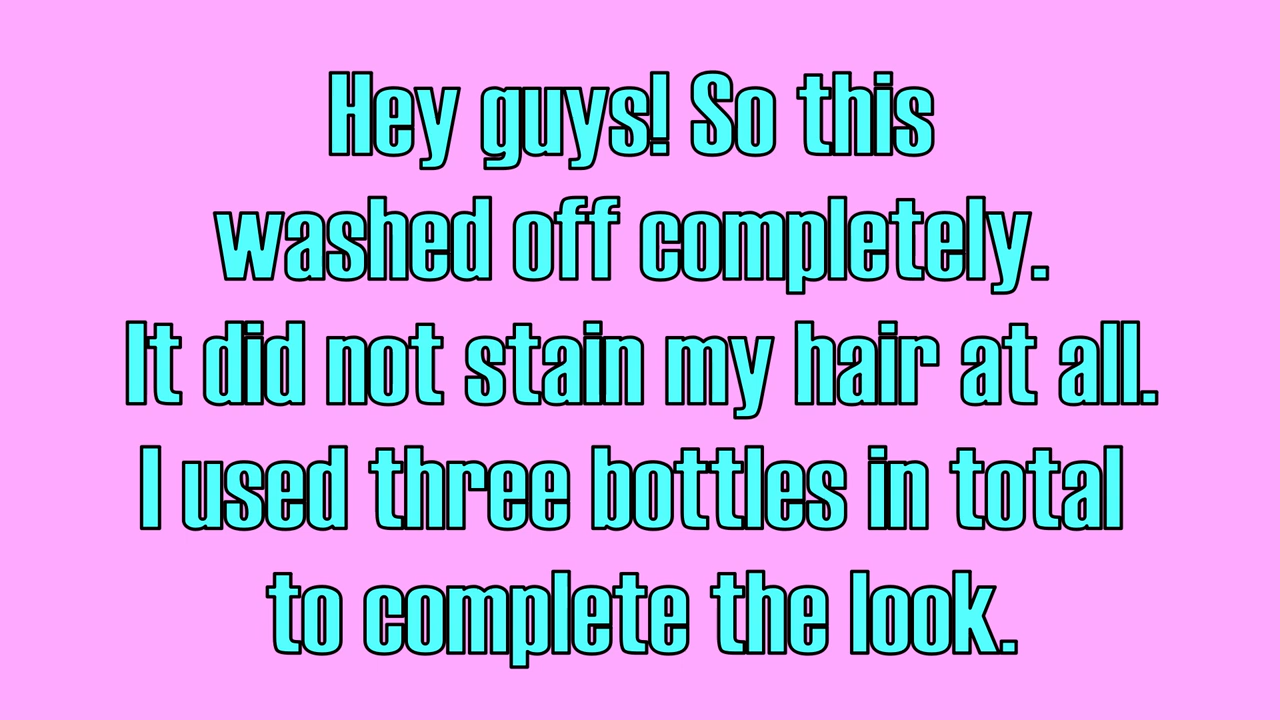 Hey guys! So this
washed off completely.
It did not stain my hair at all.
I used three bottles in total
to complete the look.